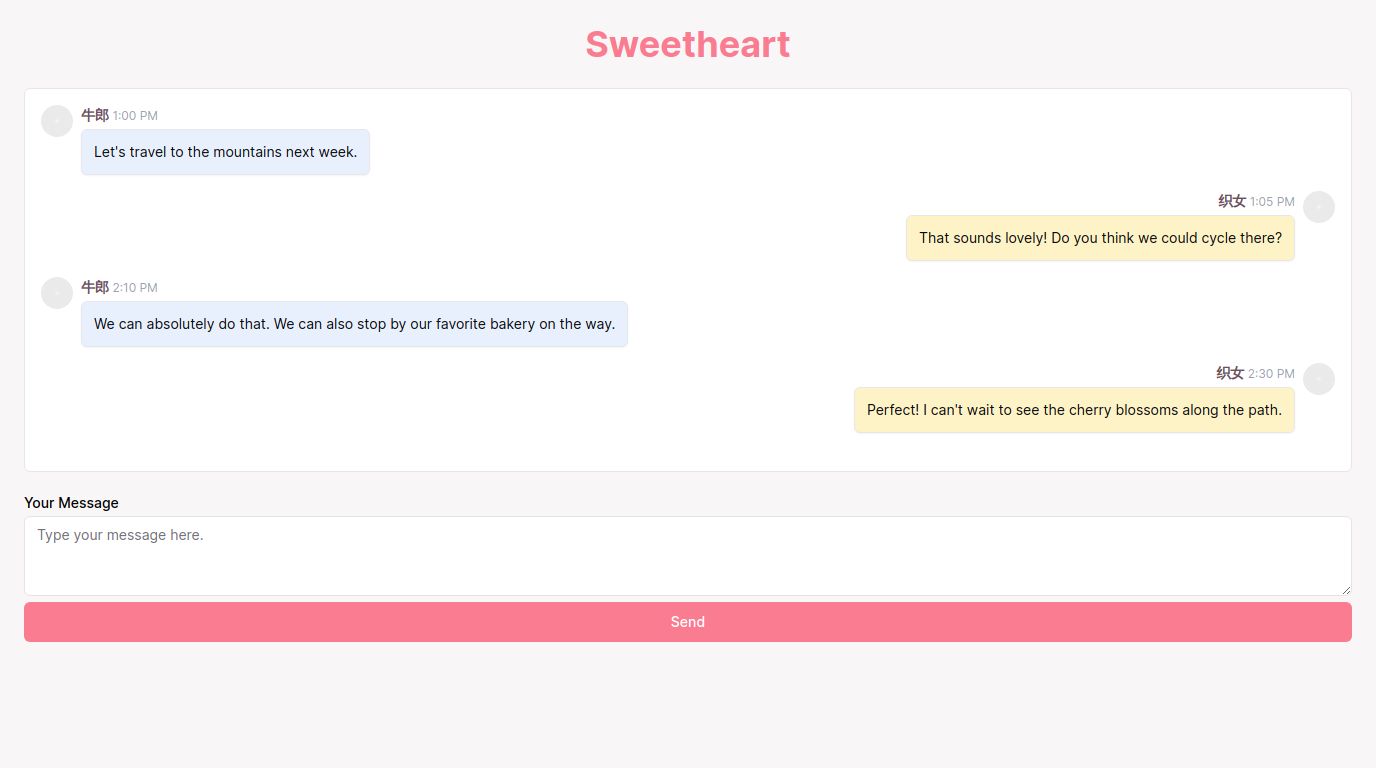 Sweetheart
牛郎 1:00 PM
Let's travel to the mountains next week.
织女 1:05 PM
That sounds lovely! Do you think we could cycle there?
牛郎 2:10 PM
We can absolutely do that. We can also stop by our favorite bakery on the way.
织女 2:30 PM
Perfect! I can't wait to see the cherry blossoms along the path.
Your Message
Type your message here.
Send